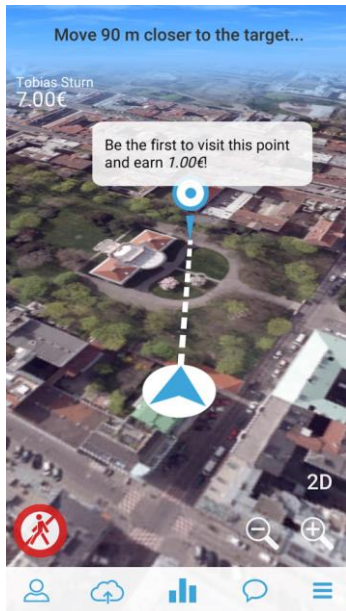 Move 90 m closer to the target...
Tobias Sturn
7.00€
Be the first to visit this point
and earn 1.00€!
2D